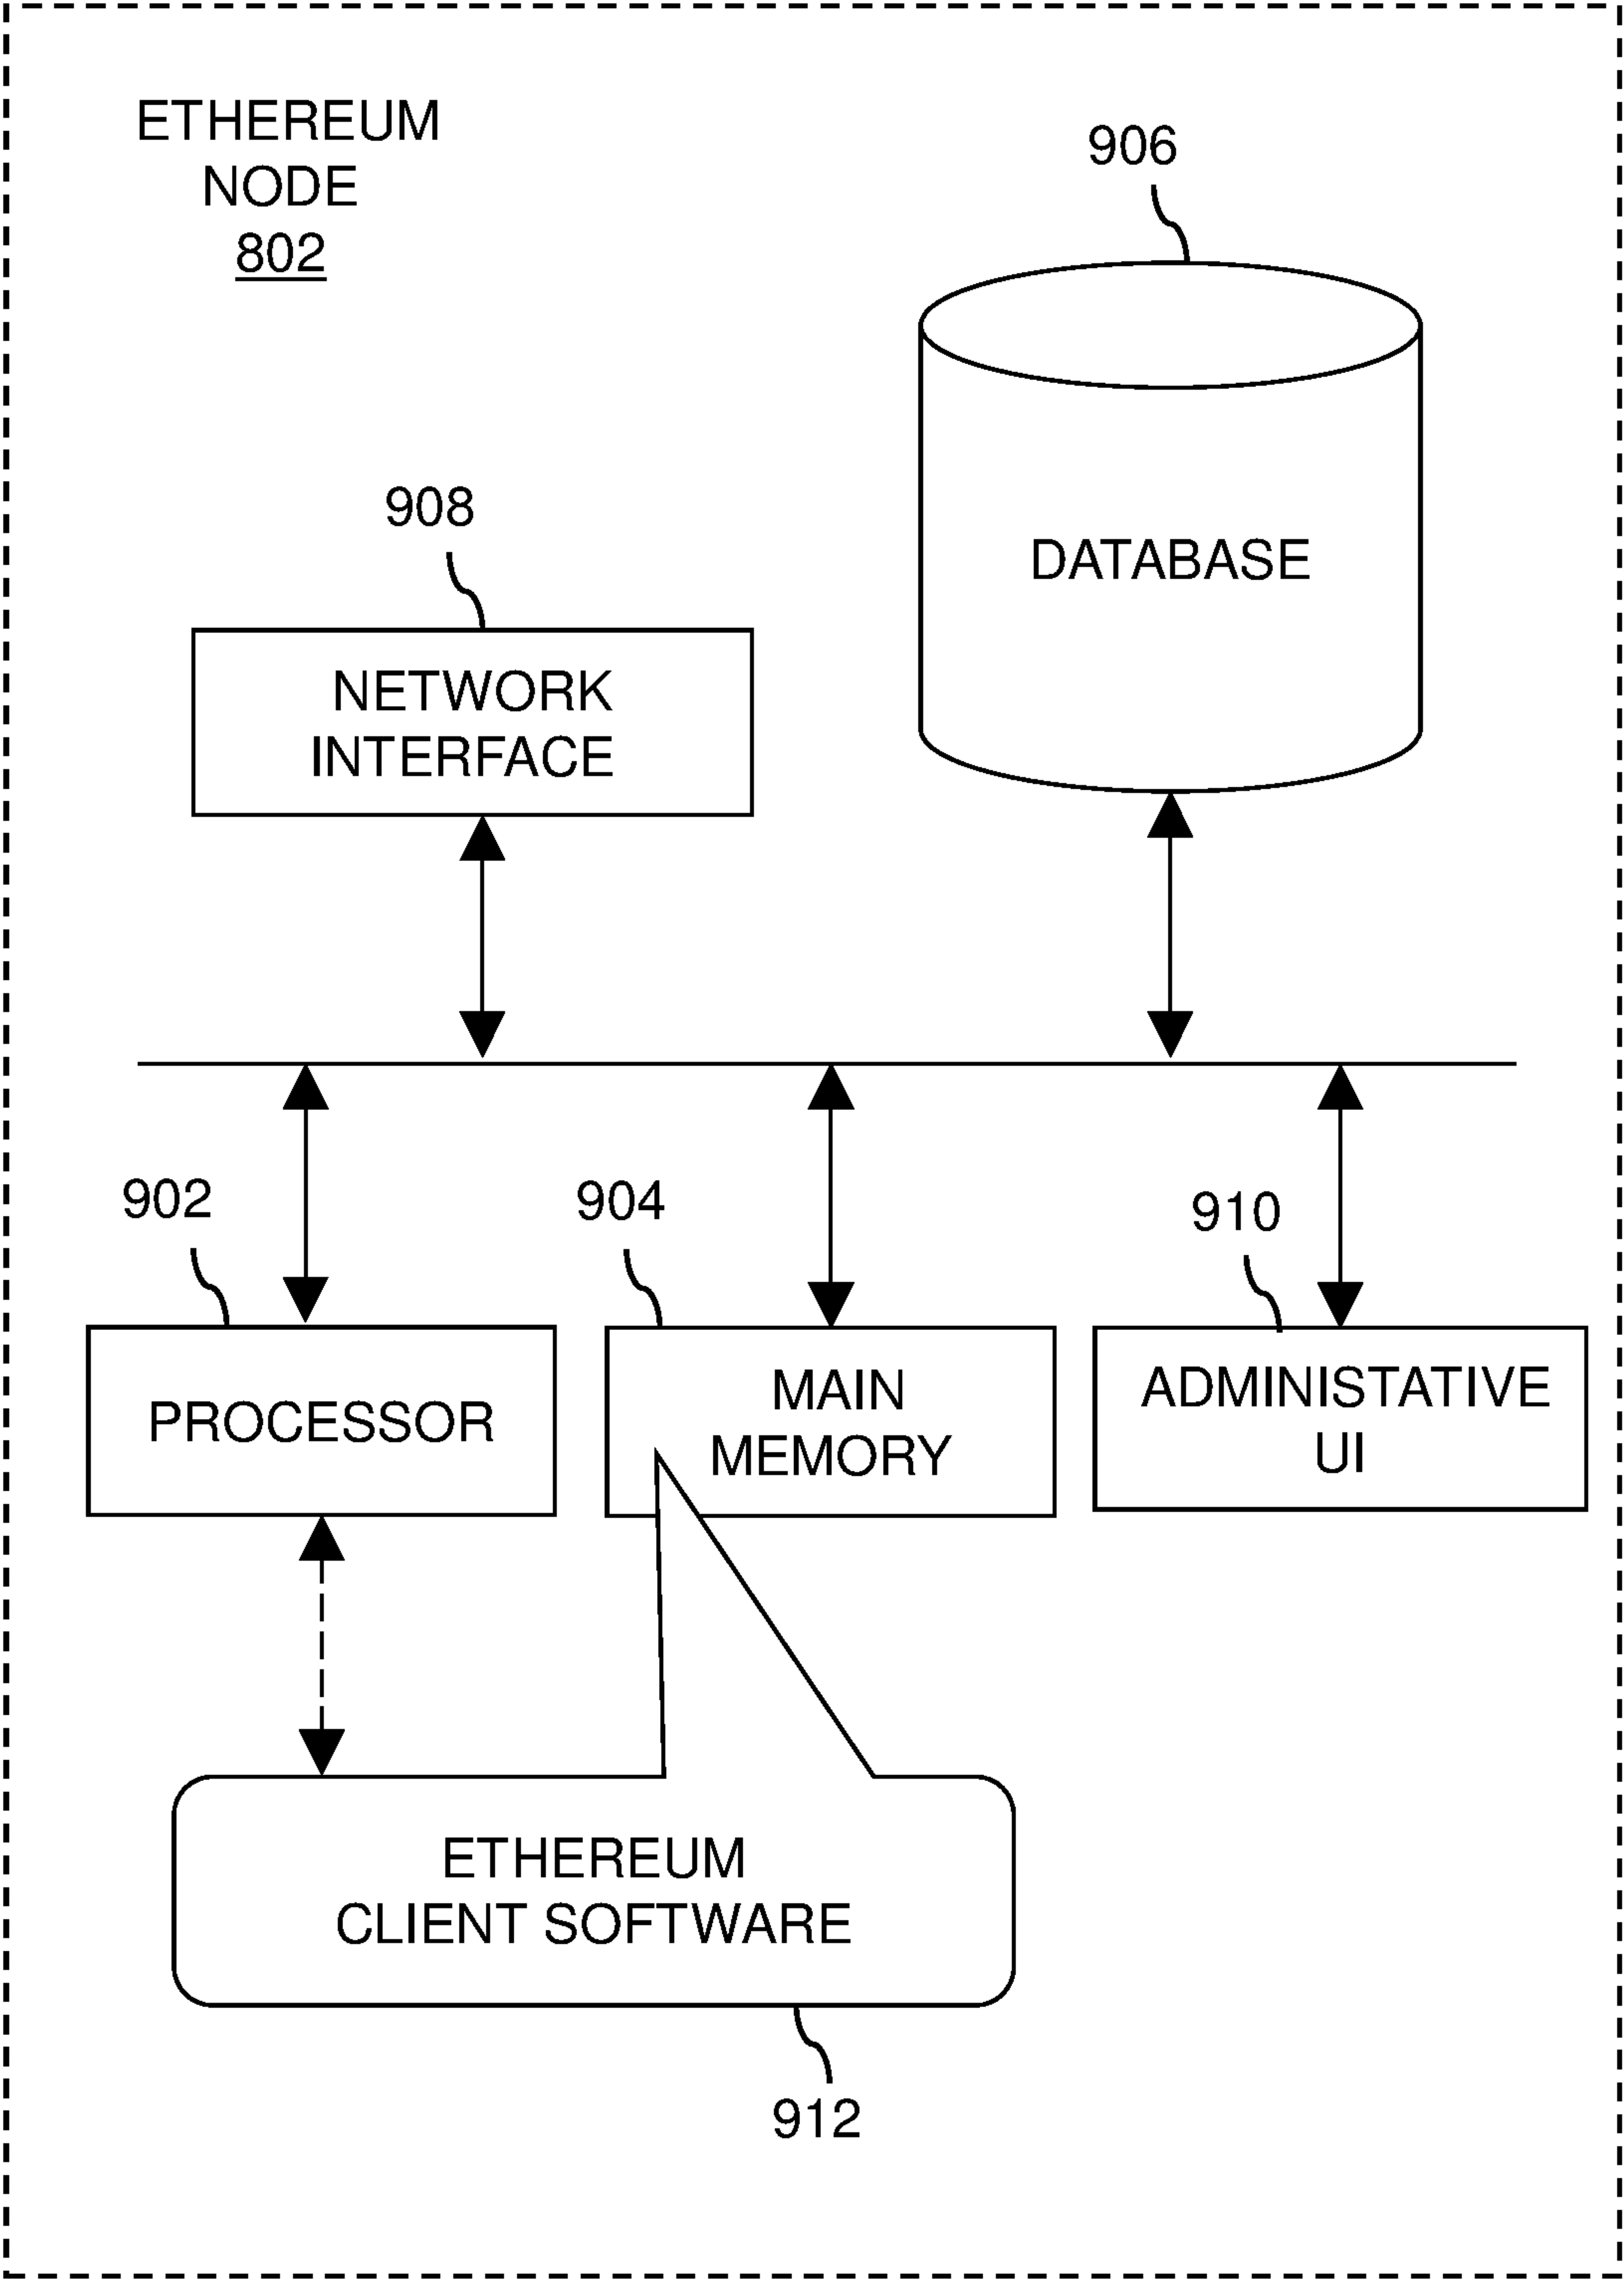 ETHEREUM
NODE
802
906
DATABASE
908
NETWORK
INTERFACE
902
PROCESSOR
904
MAIN
MEMORY
910
ADMINISTATIVE
UI
ETHEREUM
CLIENT SOFTWARE
912